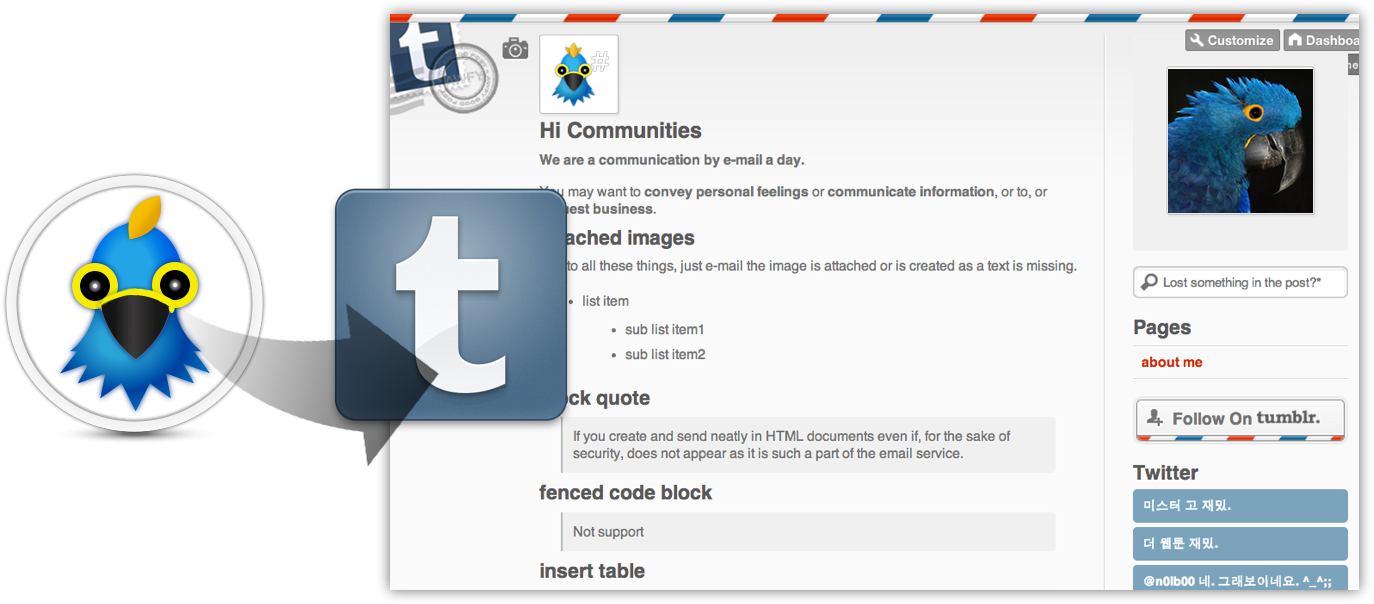 t
Customize
Dashboa
#
Hi Communities
We are a communication by e-mail a day.
You may want to convey personal feelings or communicate information, or to, or
nest business.
ached images
to all these things, just e-mail the image is attached or is created as a text is missing.
list item
sub list item1
sub list item2
t
ock quote
If you create and send neatly in HTML documents even if, for the sake of
security, does not appear as it is such a part of the email service.
fenced code block
Not support
insert table
Lost something in the post?*
Pages
about me
Follow On tumblr.
Twitter
미스터 고 재밌.
더 웹툰 재밌.
@n0lb00 네. 그래보이네요. ^_^;;